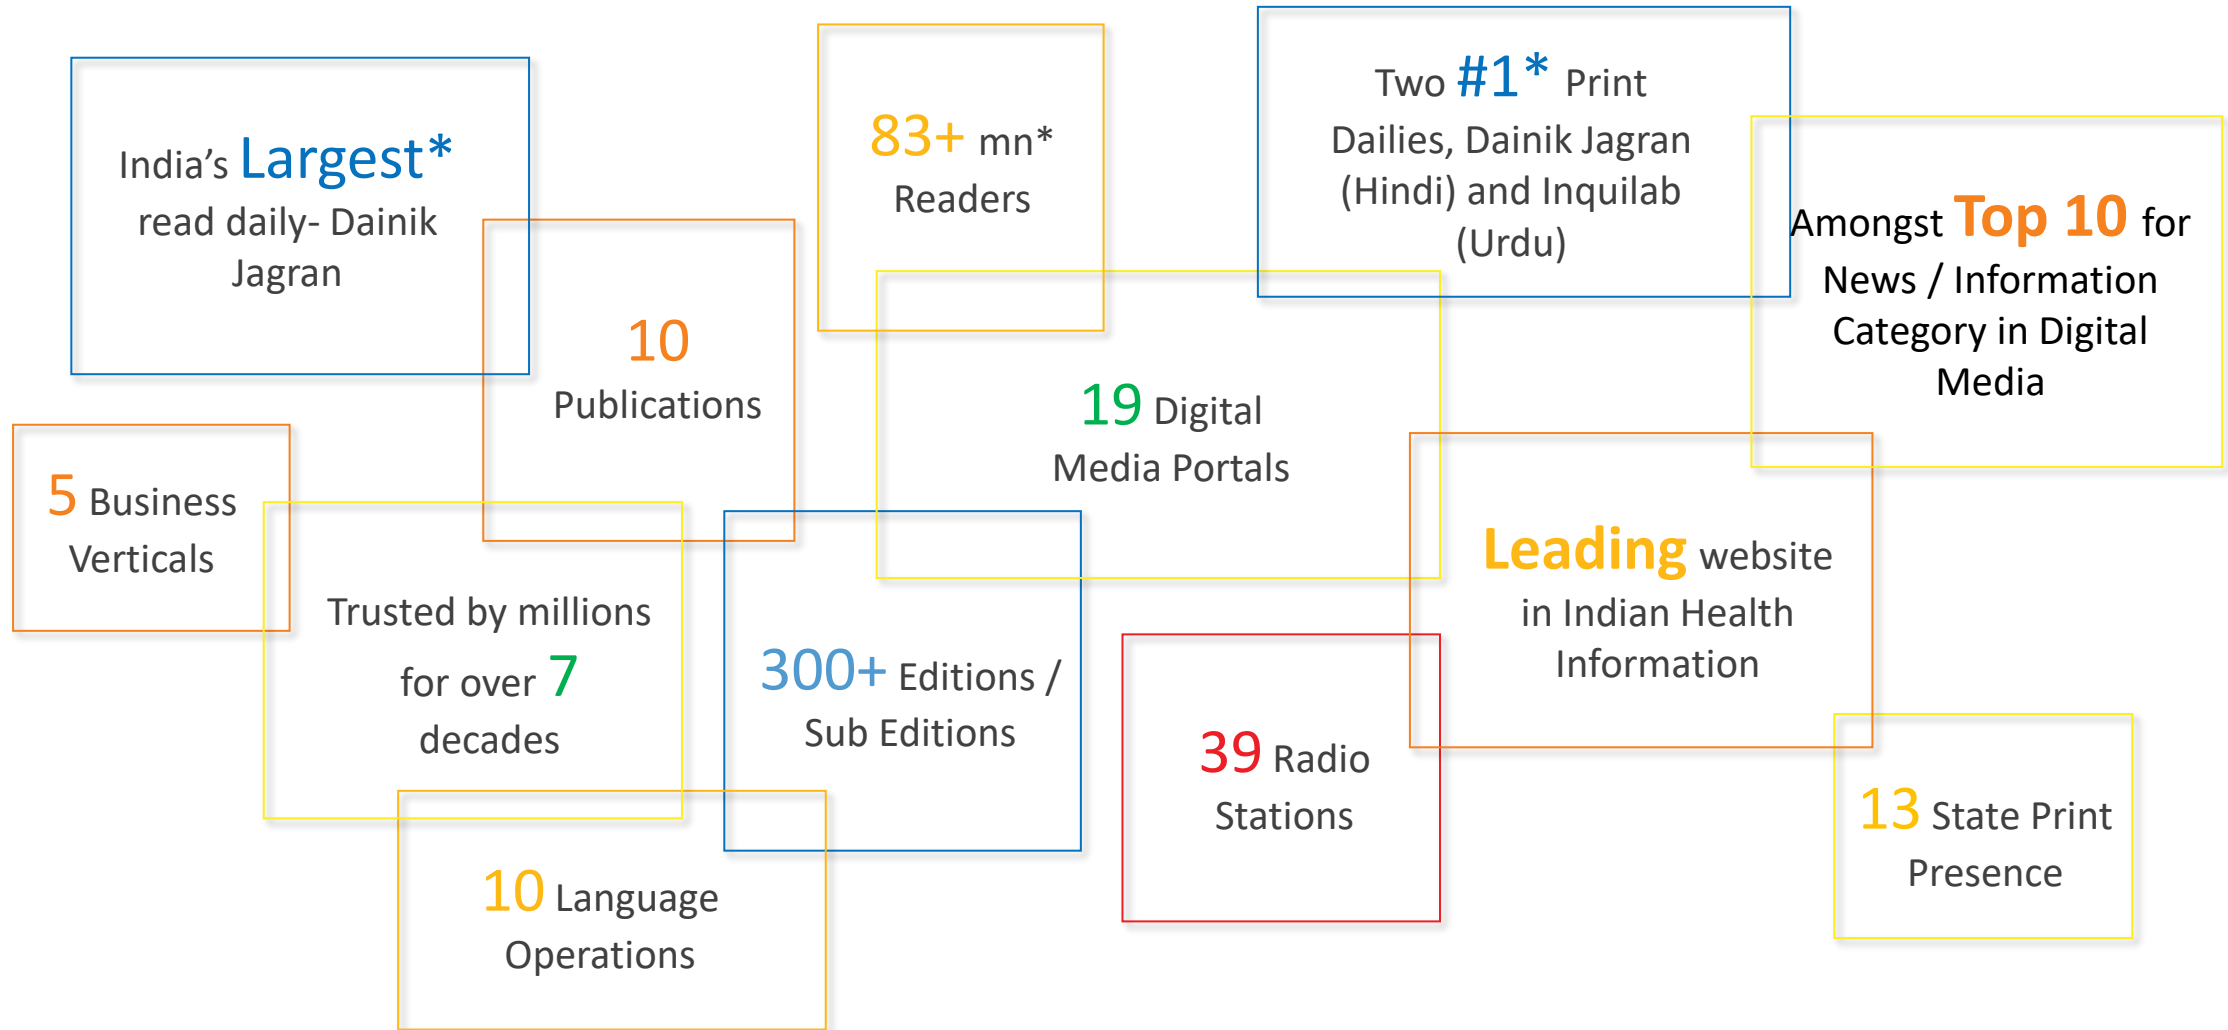 India’s Largest*
read daily- Dainik
Jagran
83+ mn*
Readers
Two #1* Print
Dailies, Dainik Jagran
(Hindi) and Inquilab
(Urdu)
Amongst Top 10 for
News / Information
Category in Digital
Media
10
Publications
19 Digital
Media Portals
5 Business
Verticals
Trusted by millions
for over 7
decades
300+ Editions /
Sub Editions
Leading website
in Indian Health
Information
39 Radio
Stations
13 State Print
Presence
10 Language
Operations